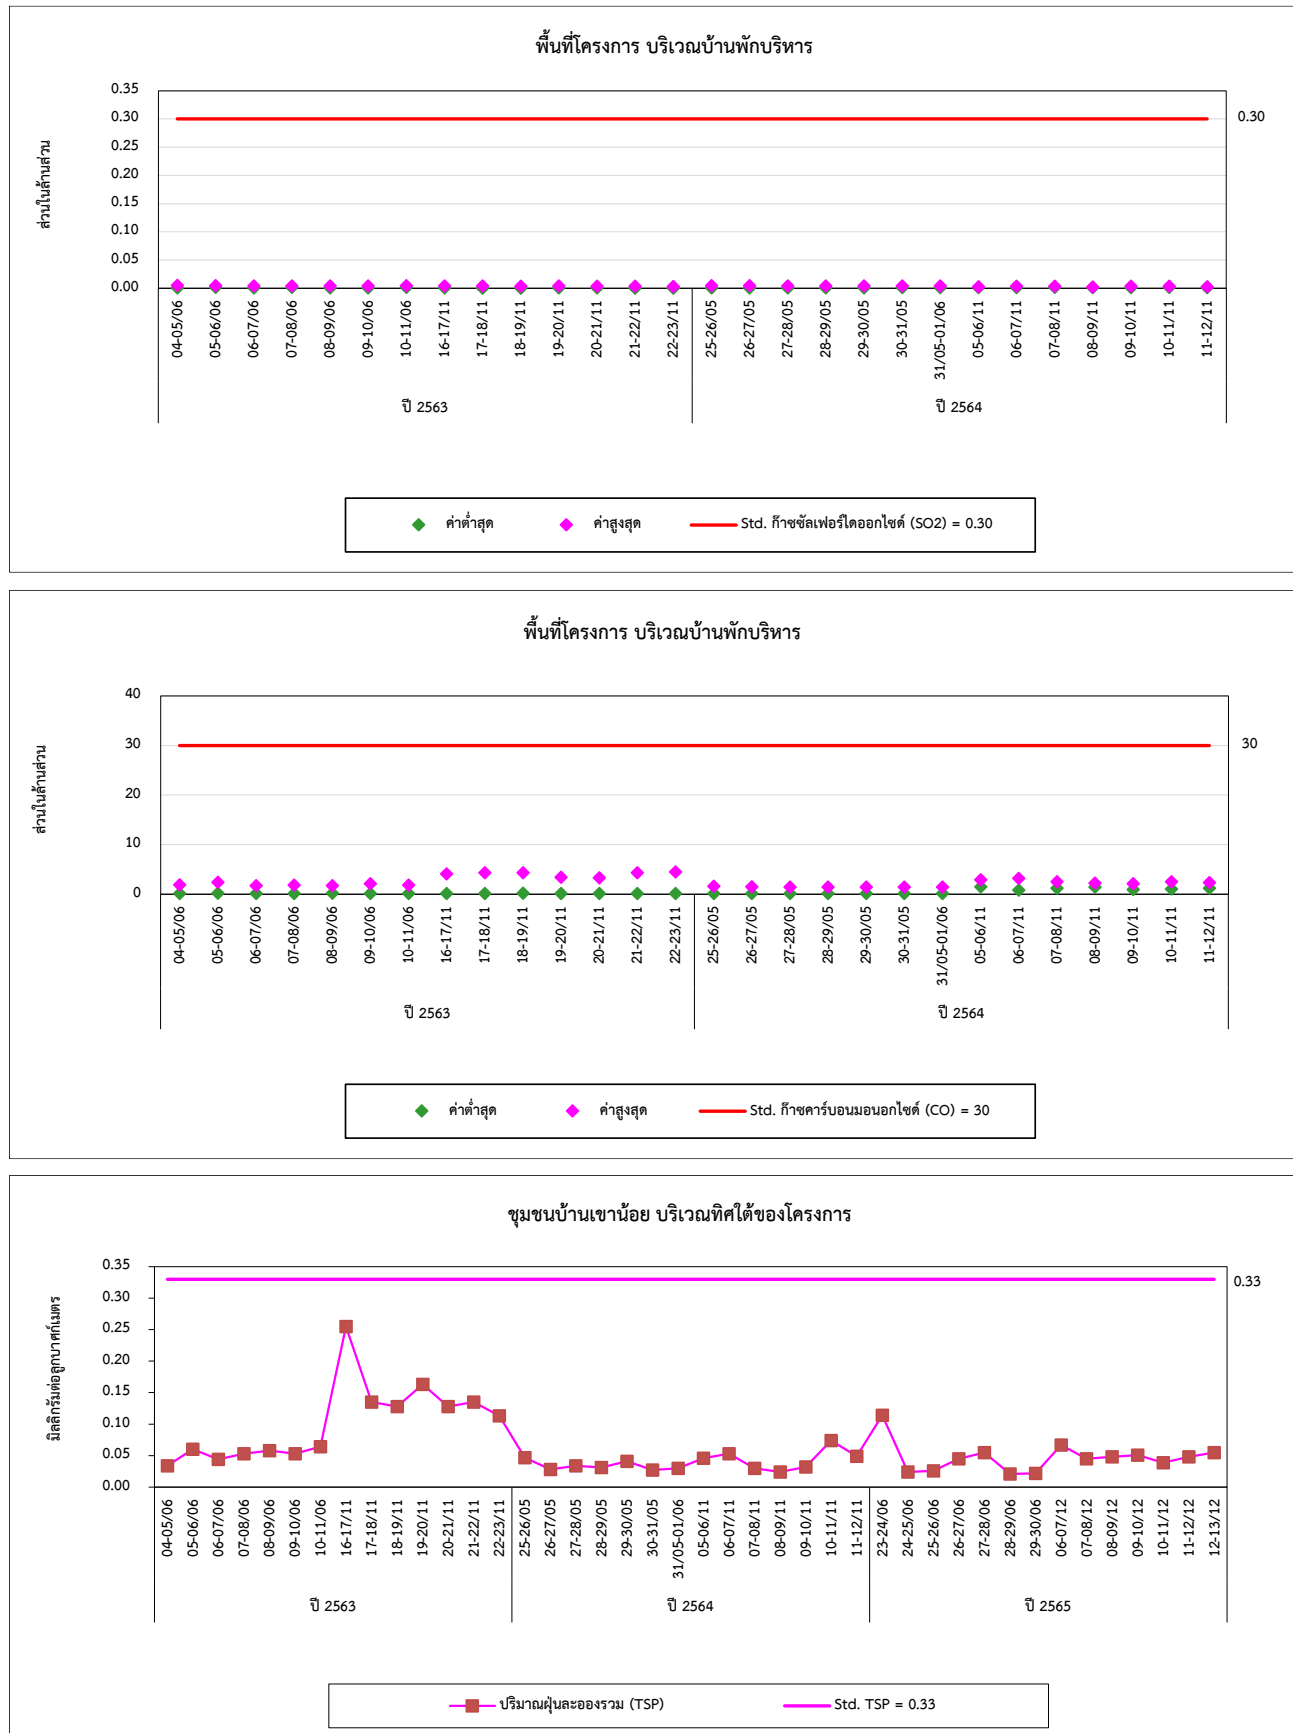 พื้นที่โครงการ บริเวณบ้านพักบริหาร
ส่วนในล้านส่วน
0.35
0.30
0.25
0.20
0.15
0.10
0.05
0.00
0.30
04-05/06 05-06/06 06-07/06 07-08/06 08-09/06 09-10/06 10-11/06 16-17/11 17-18/11 18-19/11 19-20/11 20-21/11 21-22/11 22-23/11 25-26/05 26-27/05 27-28/05 28-29/05 29-30/05 30-31/05 31/05-01/06 05-06/11 06-07/11 07-08/11 08-09/11 09-10/11 10-11/11 11-12/11
ปี 2563 ปี 2564
ค่าต่ำสุด ค่าสูงสุด Std. ก๊าซซัลเฟอร์ไดออกไซด์ (SO2) = 0.30
พื้นที่โครงการ บริเวณบ้านพักบริหาร
ส่วนในล้านส่วน
40
30
20
10
0
30
04-05/06 05-06/06 06-07/06 07-08/06 08-09/06 09-10/06 10-11/06 16-17/11 17-18/11 18-19/11 19-20/11 20-21/11 21-22/11 22-23/11 25-26/05 26-27/05 27-28/05 28-29/05 29-30/05 30-31/05 31/05-01/06 05-06/11 06-07/11 07-08/11 08-09/11 09-10/11 10-11/11 11-12/11
ปี 2563 ปี 2564
ค่าต่ำสุด ค่าสูงสุด Std. ก๊าซคาร์บอนมอนอกไซด์ (CO) = 30
ชุมชนบ้านเขาน้อย บริเวณทิศใต้ของโครงการ
มิลลิกรัมต่อลูกบาศก์เมตร
0.35
0.30
0.25
0.20
0.15
0.10
0.05
0.00
0.33
04-05/06 05-06/06 06-07/06 07-08/06 08-09/06 09-10/06 10-11/06 16-17/11 17-18/11 18-19/11 19-20/11 20-21/11 21-22/11 22-23/11 25-26/05 26-27/05 27-28/05 28-29/05 29-30/05 30-31/05 31/05-01/06 05-06/11 06-07/11 07-08/11 08-09/11 09-10/11 10-11/11 11-12/11 23-24/06 24-25/06 25-26/06 26-27/06 27-28/06 28-29/06 29-30/06 06-07/12 07-08/12 08-09/12 09-10/12 10-11/12 11-12/12 12-13/12
ปี 2563 ปี 2564 ปี 2565
ปริมาณฝุ่นละอองรวม (TSP) Std. TSP = 0.33